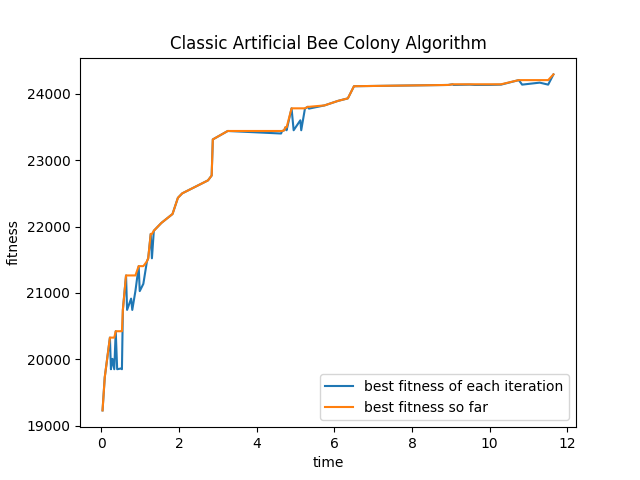 Classic Artificial Bee Colony Algorithm
24000
23000
22000
21000
20000
19000
fitness
0 2 4 6 8 10 12
time
best fitness of each iteration
best fitness so far